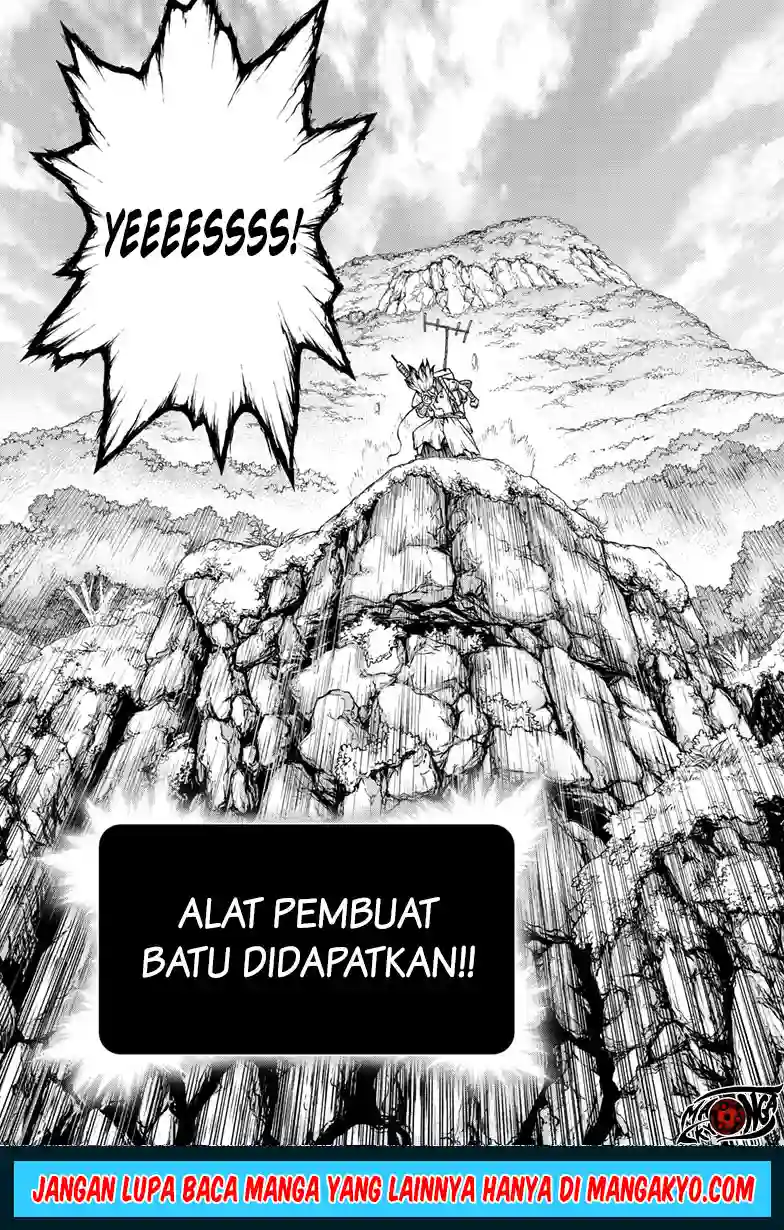 YEEEESSSS!
ALAT PEMBUAT
BATU DIDAPATKAN!!
JANGAN LUPA BACA MANGA YANG LAINNYA HANYA DI MANGAKYO.COM